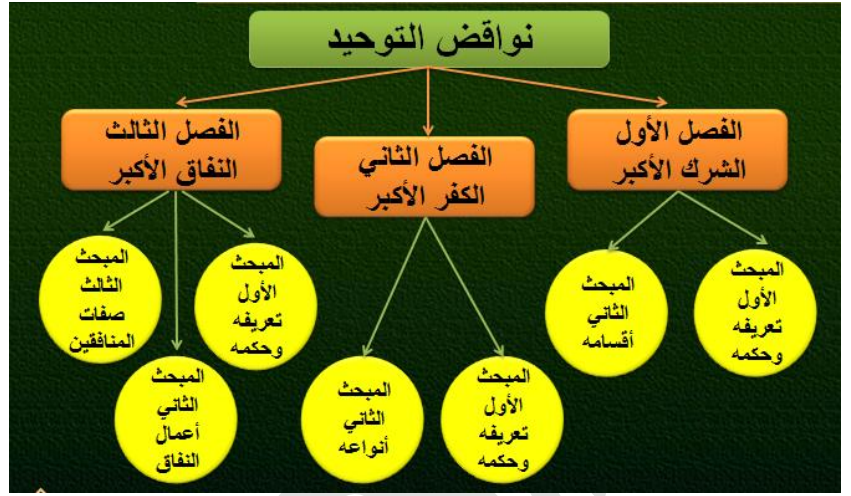 نواقض التوحيد
الفصل الأول
الشرك الأكبر
الفصل الثاني
الكفر الأكبر
الفصل الثالث
النفاق الأكبر
المبحث
الأول
تعريفه
وحكمه
المبحث
الثاني
أقسامه
المبحث
الأول
تعريفه
وحكمه
المبحث
الثاني
أنواعه
المبحث
الأول
تعريفه
وحكمه
المبحث
الثاني
أعمال
النفاق
المبحث
الثالث
صفات
المنافقين